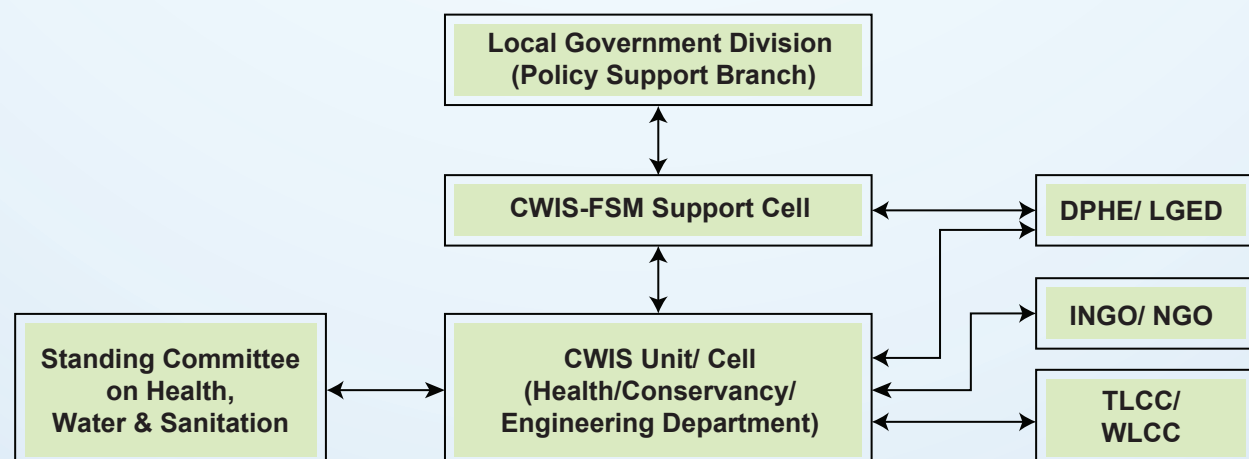 Local Government Division
(Policy Support Branch)
CWIS-FSM Support Cell
DPHE/ LGED
INGO/ NGO
Standing Committee
on Health,
Water & Sanitation
CWIS Unit/ Cell
(Health/Conservancy/
Engineering Department)
TLCC/
WLCC